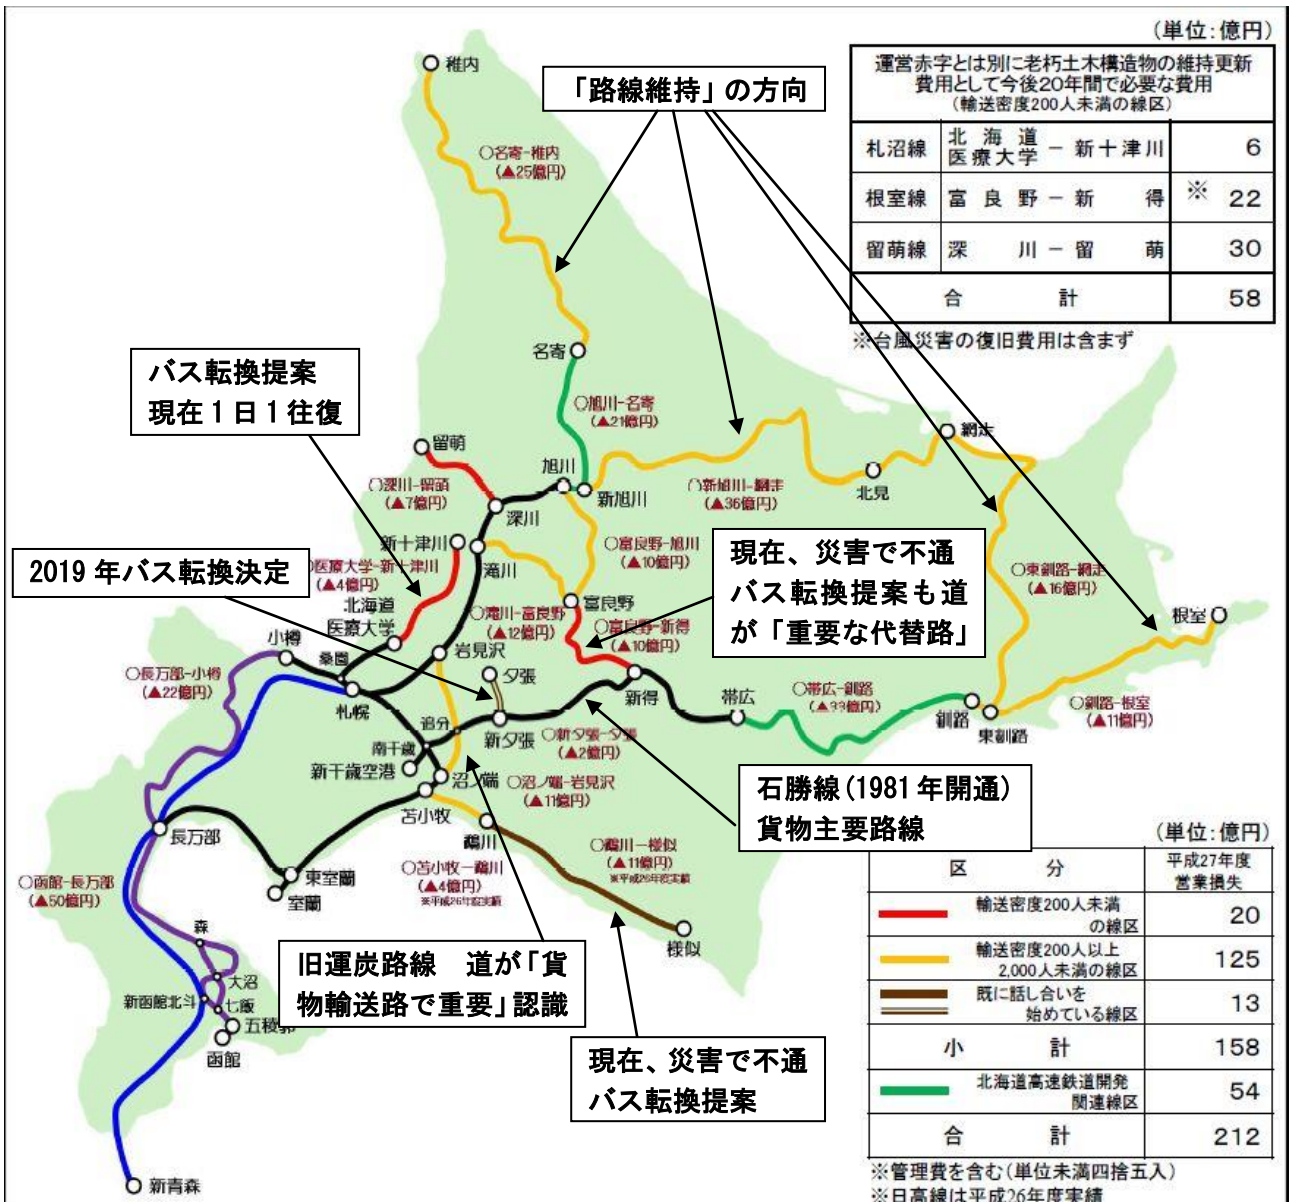 (単位:億円)
運営赤字とは別に老朽土木構造物の維持更新
費用として今後20年間で必要な費用
(輸送密度200人未満の線区)
札沼線 北海道医療大学 － 新十津川 6
根室線 富良野－新得 ※ 22
留萌線 深川－留萌 30
合計 58
※台風災害の復旧費用は含まず
「路線維持」の方向
稚内
○名寄-稚内
(▲25億円)
名寄
バス転換提案
現在１日１往復
○旭川-名寄
(▲21億円)
網走
留萌
旭川
新旭川
北見
○深川-留萌
(▲7億円)
○新旭川-網走
(▲36億円)
深川
新十津川
滝川
○富良野-旭川
(▲10億円)
現在、災害で不通
バス転換提案も道
が「重要な代替路」
2019 年バス転換決定
○医療大学-新十津川
(▲4億円)
○東釧路-網走
(▲16億円)
北海道
医療大学
○滝川-富良野
(▲12億円)
富良野
○富良野-新得
(▲10億円)
根室
小樽
桑園
岩見沢
夕張
○長万部-小樽
(▲22億円)
札幌
新得
帯広
○帯広-釧路
(▲33億円)
釧路
東釧路
○釧路-根室
(▲11億円)
追分
新夕張
○新夕張-夕張
(▲2億円)
南千歳
新千歳空港
沼ノ端
○沼ノ端-岩見沢
(▲11億円)
石勝線(1981 年開通)
貨物主要路線
苫小牧
鵡川
長万部
○鵡川－様似
(▲11億円)
※平成26年度実績
○苫小牧－鵡川
(▲4億円)
※平成26年度実績
東室蘭
室蘭
○函館-長万部
(▲50億円)
様似
森
旧運炭路線　道が「貨
物輸送路で重要」認識
大沼
新函館北斗
七飯
五稜郭
函館
現在、災害で不通
バス転換提案
新青森
(単位:億円)
区分 平成27年度
営業損失
輸送密度200人未満
の線区 20
輸送密度200人以上
2,000人未満の線区 125
既に話し合いを
始めている線区 13
小計 158
北海道高速鉄道開発
関連線区 54
合計 212
※管理費を含む(単位未満四捨五入)
※日高線は平成26年度実績